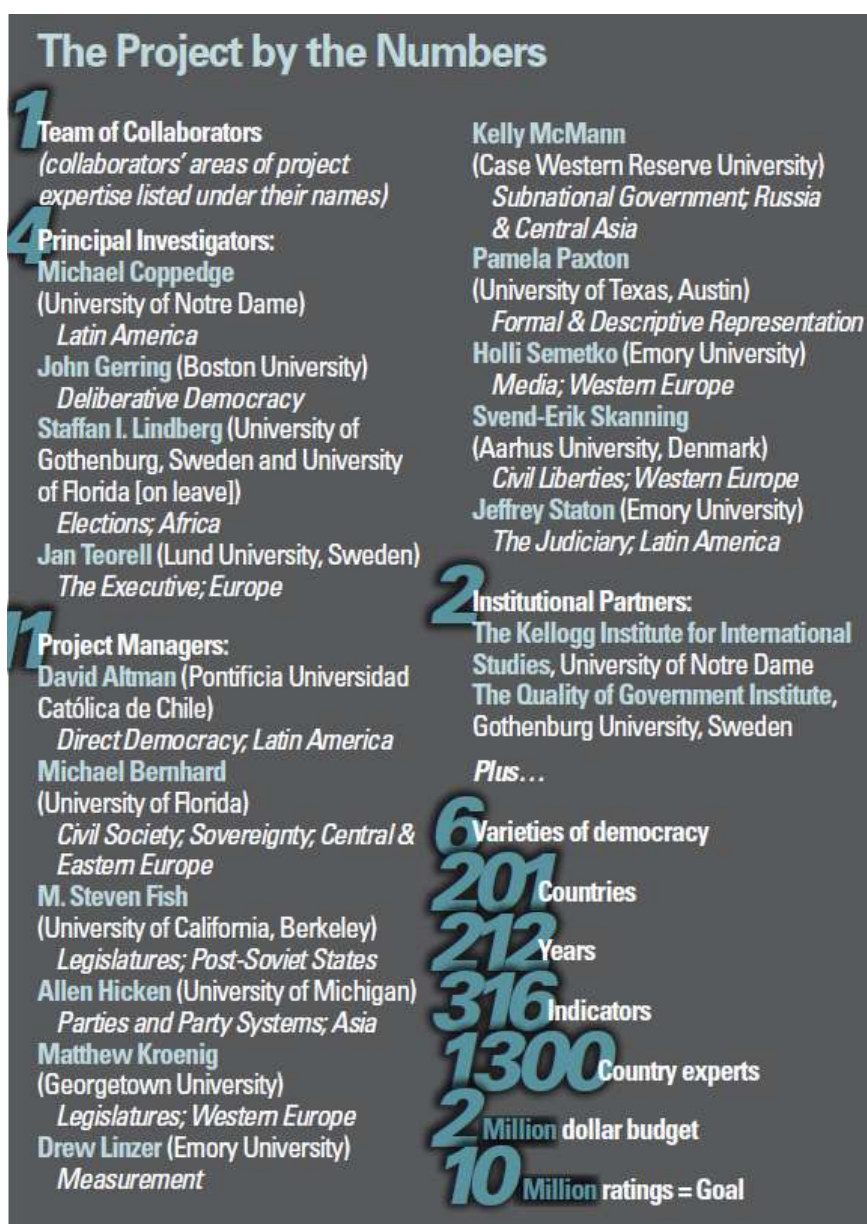 The Project by the Numbers
1 Team of Collaborators
(collaborators' areas of project
expertise listed under their names)
4 Principal Investigators:
Michael Coppedge
(University of Notre Dame)
Latin America
John Gerring (Boston University)
Deliberative Democracy
Staffan I. Lindberg (University of
Gothenburg, Sweden and University
of Florida [on leave])
Elections; Africa
Jan Teorell (Lund University, Sweden)
The Executive; Europe
11 Project Managers:
David Altman (Pontificia Universidad
Católica de Chile)
Direct Democracy; Latin America
Michael Bernhard
(University of Florida)
Civil Society; Sovereignty; Central &
Eastern Europe
M. Steven Fish
(University of California, Berkeley)
Legislatures; Post-Soviet States
Allen Hicken (University of Michigan)
Parties and Party Systems; Asia
Matthew Kroenig
(Georgetown University)
Legislatures; Western Europe
Drew Linzer (Emory University)
Measurement
Kelly McMann
(Case Western Reserve University)
Subnational Government; Russia
& Central Asia
Pamela Paxton
(University of Texas, Austin)
Formal & Descriptive Representation
Holli Semetko (Emory University)
Media; Western Europe
Svend-Erik Skanning
(Aarhus University, Denmark)
Civil Liberties; Western Europe
Jeffrey Staton (Emory University)
The Judiciary; Latin America
2 Institutional Partners:
The Kellogg Institute for International
Studies, University of Notre Dame
The Quality of Government Institute,
Gothenburg University, Sweden
Plus...
6 Varieties of democracy
201 Countries
212 Years
316 Indicators
1300 Country experts
2 Million dollar budget
10 Million ratings = Goal